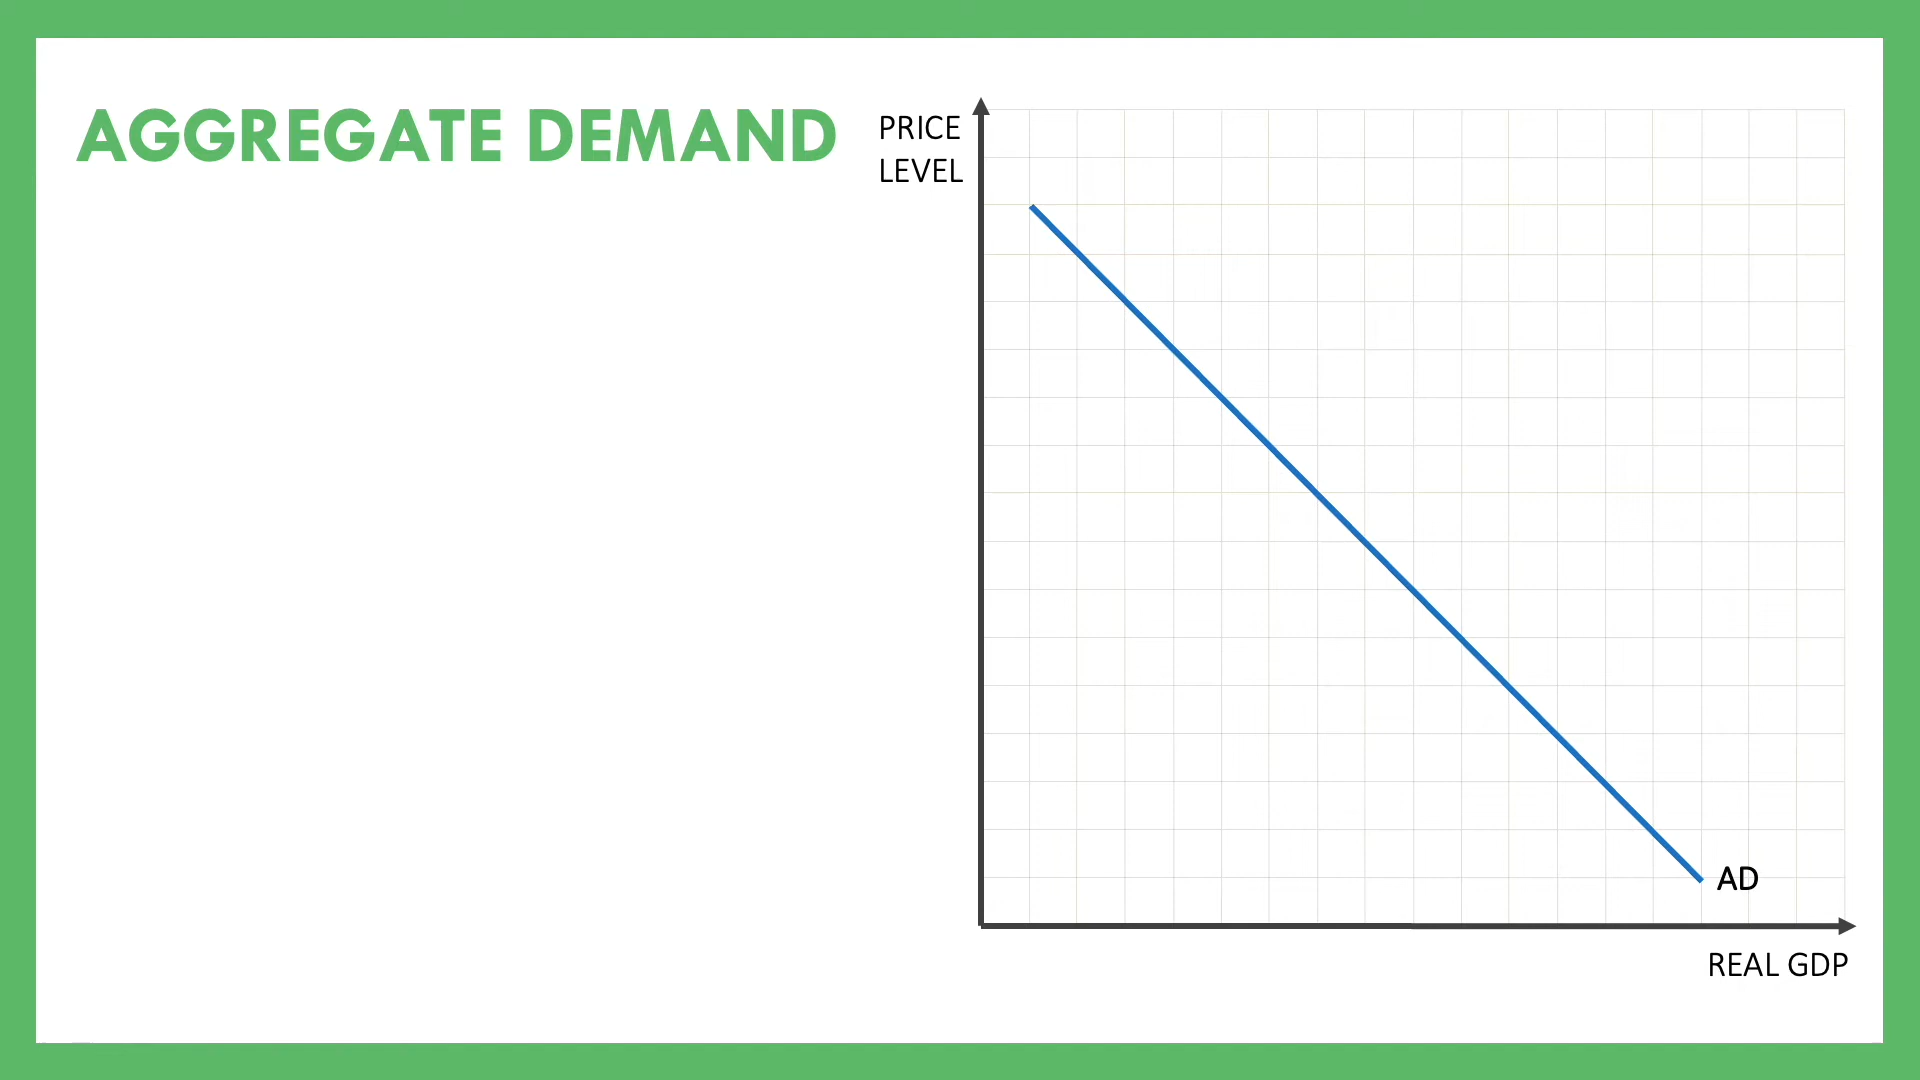 AGGREGATE DEMAND
PRICE
LEVEL
AD
REAL GDP